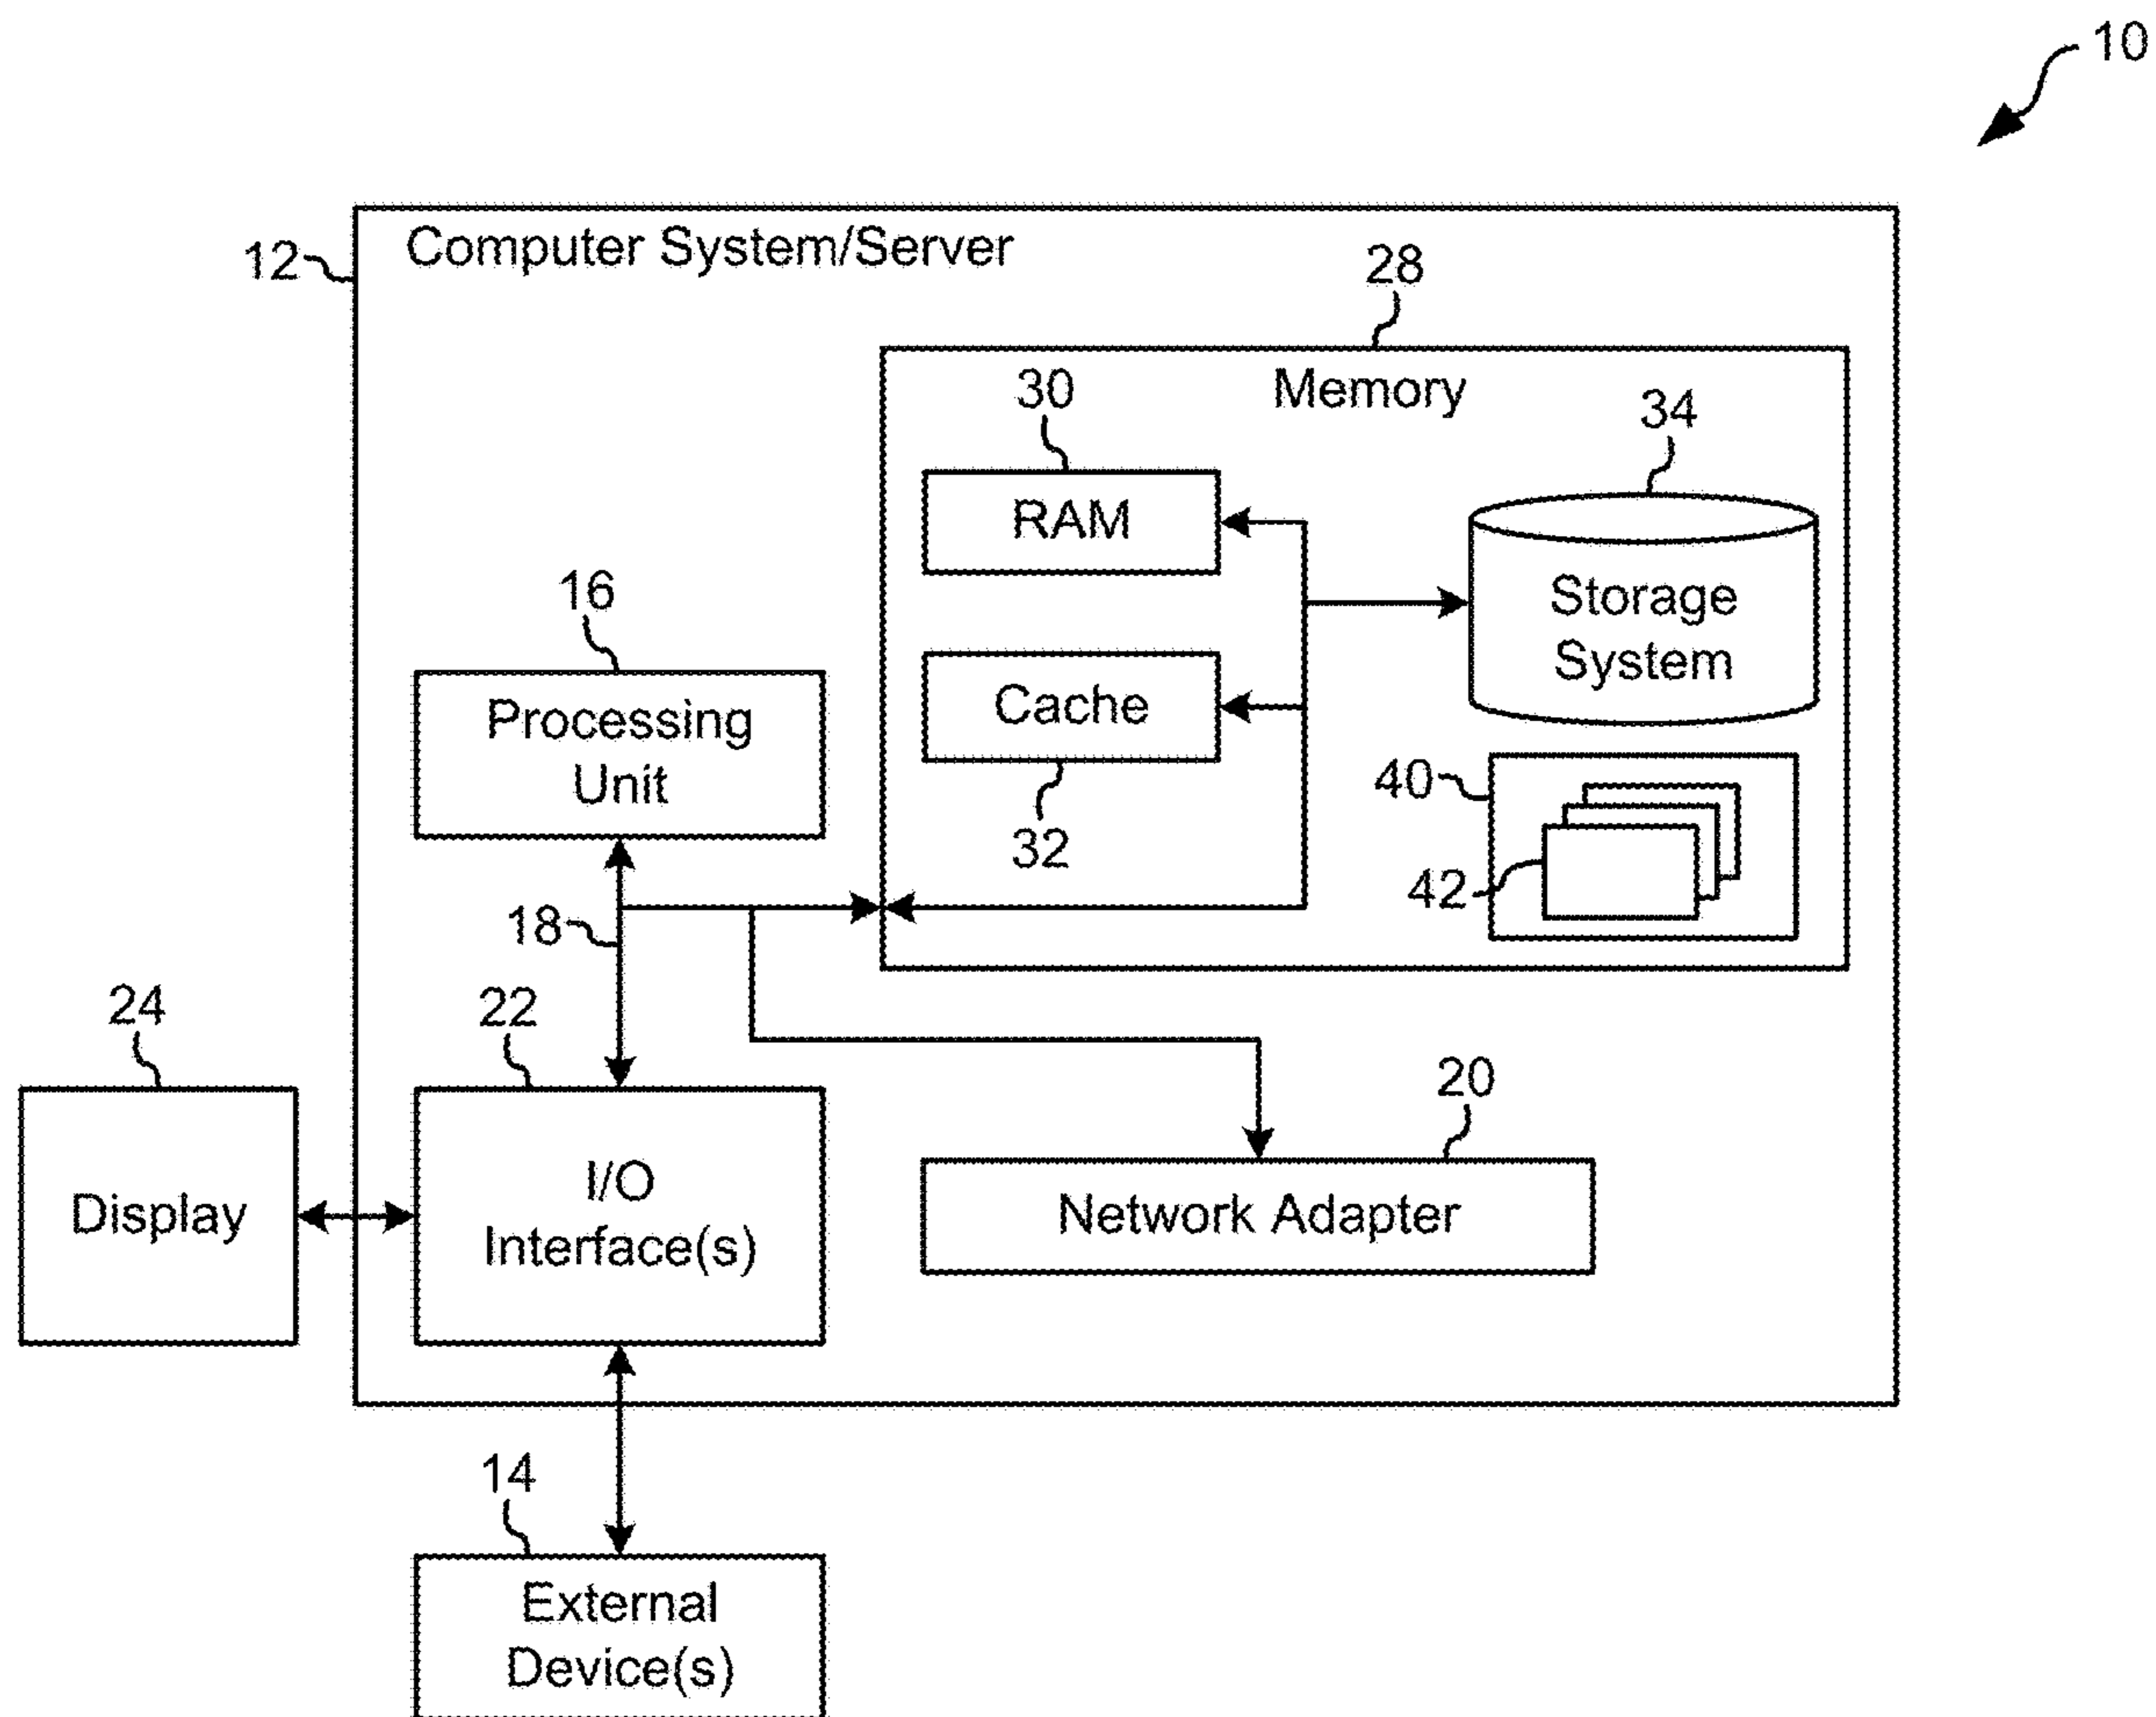 10
12
Computer System/Server
28
Memory
30
34
RAM
Storage
System
16
Processing
Unit
Cache
32
40
42
18
24
22
20
Display
I/O
Interface(s)
Network Adapter
14
External
Device(s)